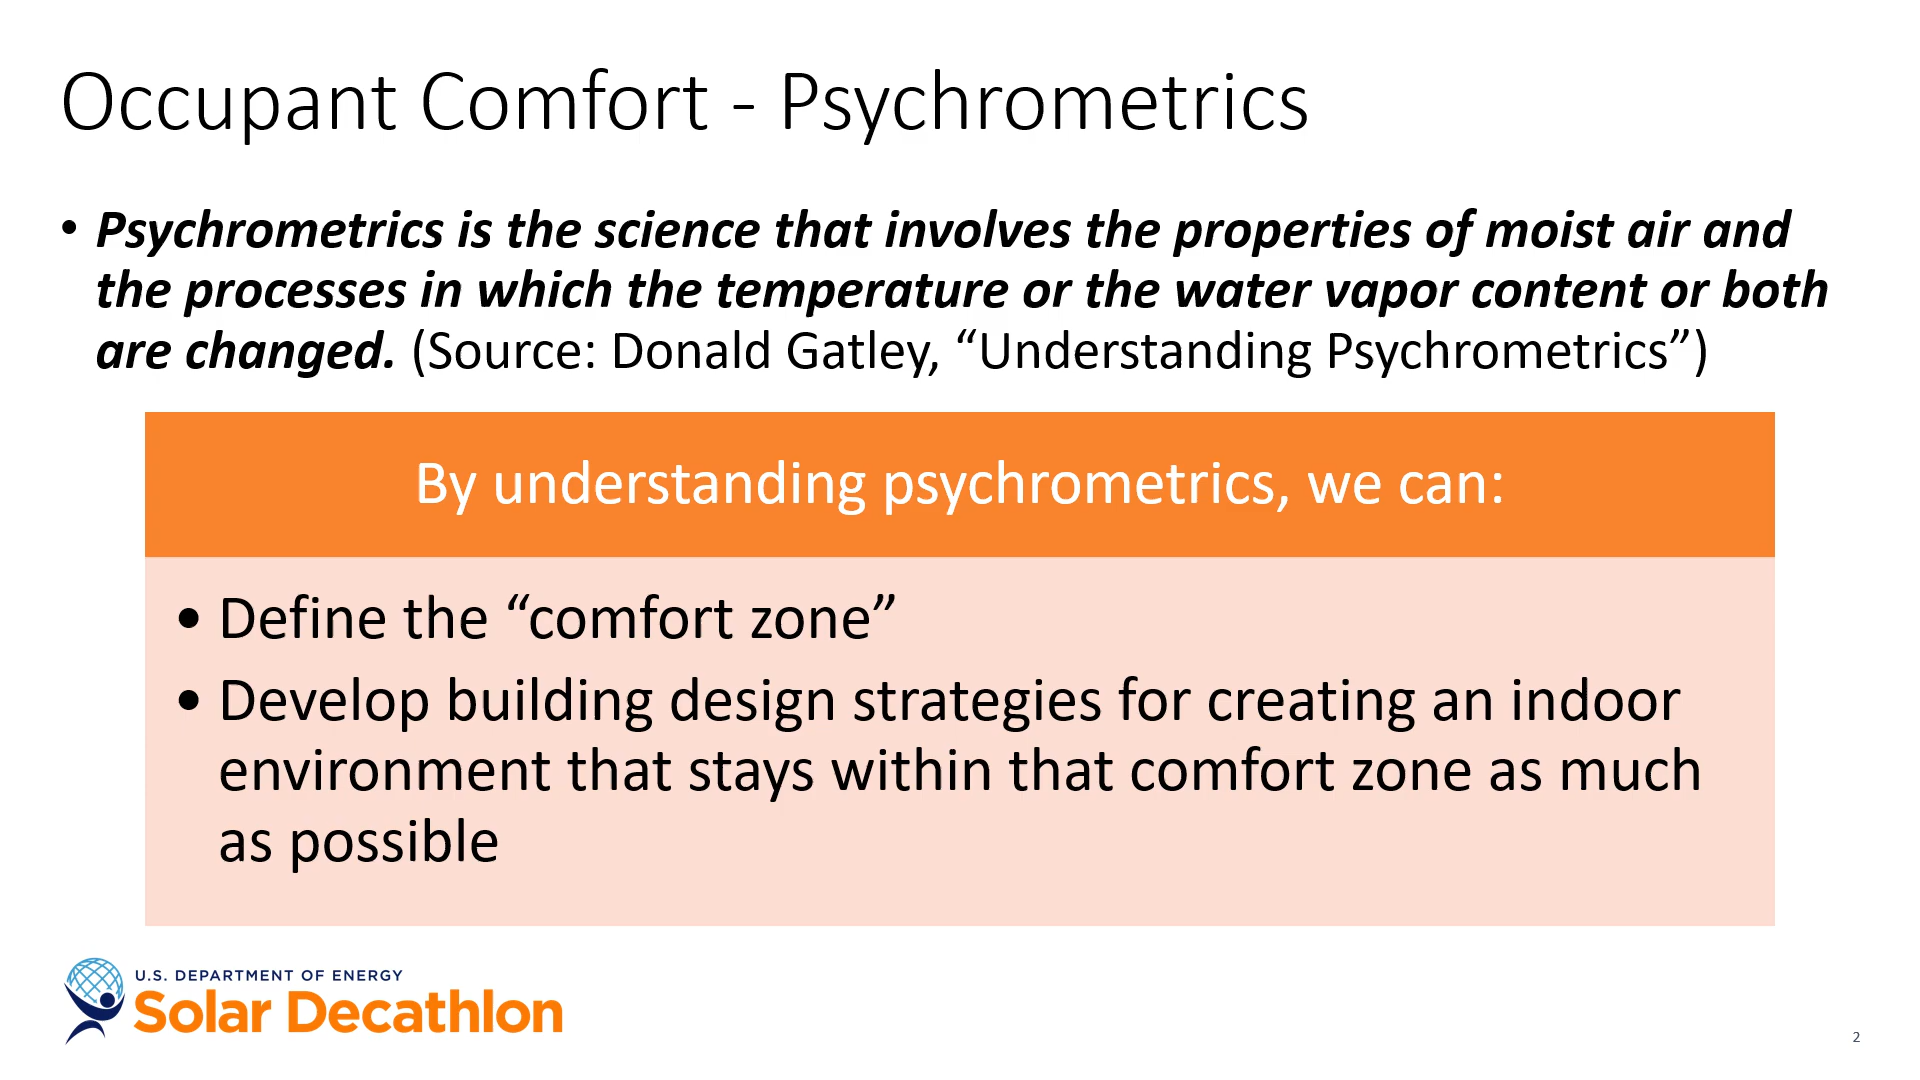 Occupant Comfort - Psychrometrics
• Psychrometrics is the science that involves the properties of moist air and
the processes in which the temperature or the water vapor content or both
are changed. (Source: Donald Gatley, “Understanding Psychrometrics”)
By understanding psychrometrics, we can:
• Define the “comfort zone”
• Develop building design strategies for creating an indoor
environment that stays within that comfort zone as much
as possible
U.S. DEPARTMENT OF ENERGY
Solar Decathlon
2